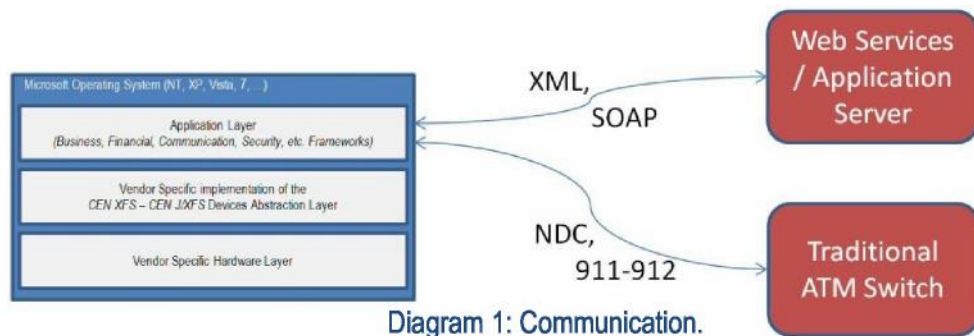 Microsoft Operating System (NT, XP, Vista, 7, ...)
Application Layer
(Business, Financial, Communication, Security, etc. Frameworks)
Vendor Specific implementation of the
CEN XFS – CEN J/XFS Devices Abstraction Layer
Vendor Specific Hardware Layer
XML,
SOAP
NDC,
911-912
Web Services
/ Application
Server
Traditional
ATM Switch
Diagram 1: Communication.